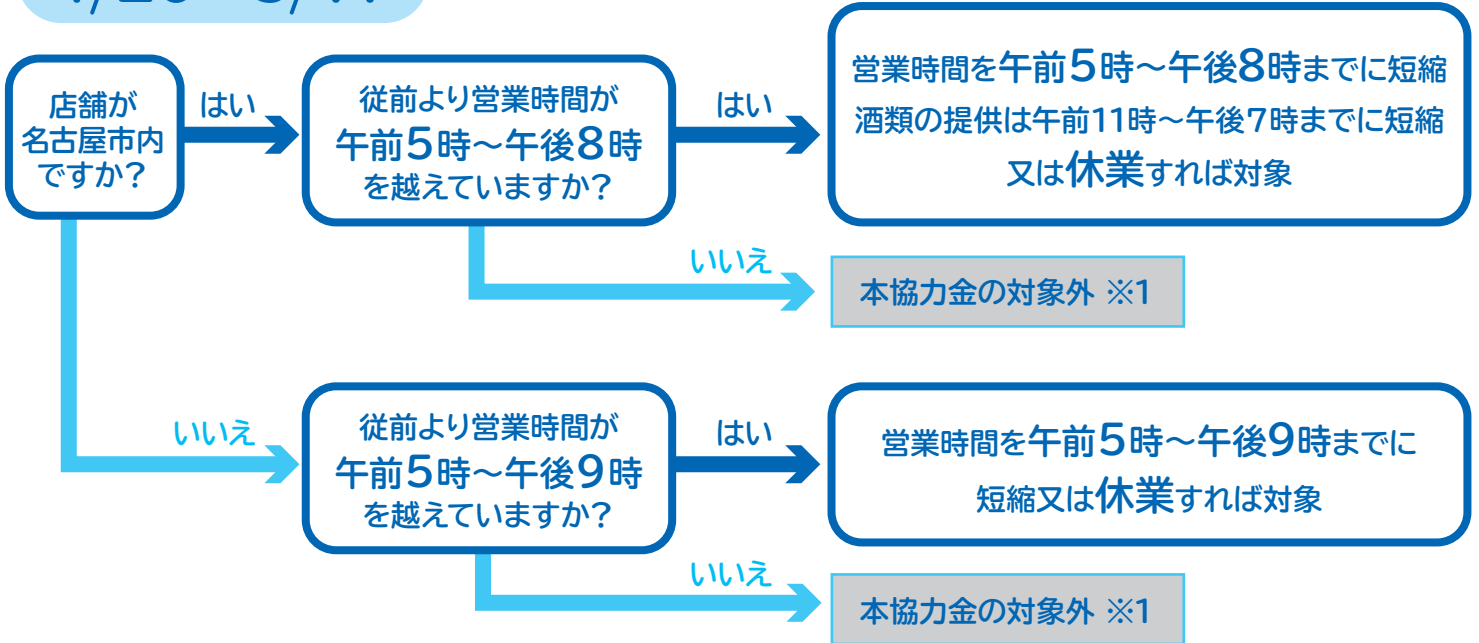 店舗が
名古屋市内
ですか?
はい
従前より営業時間が
午前5時～午後8時
を越えていますか?
はい
営業時間を午前5時～午後8時までに短縮
酒類の提供は午前11時～午後7時までに短縮
又は休業すれば対象
いいえ
本協力金の対象外 ※1
いいえ
従前より営業時間が
午前5時～午後9時
を越えていますか?
はい
営業時間を午前5時～午後9時までに
短縮又は休業すれば対象
いいえ
本協力金の対象外 ※1